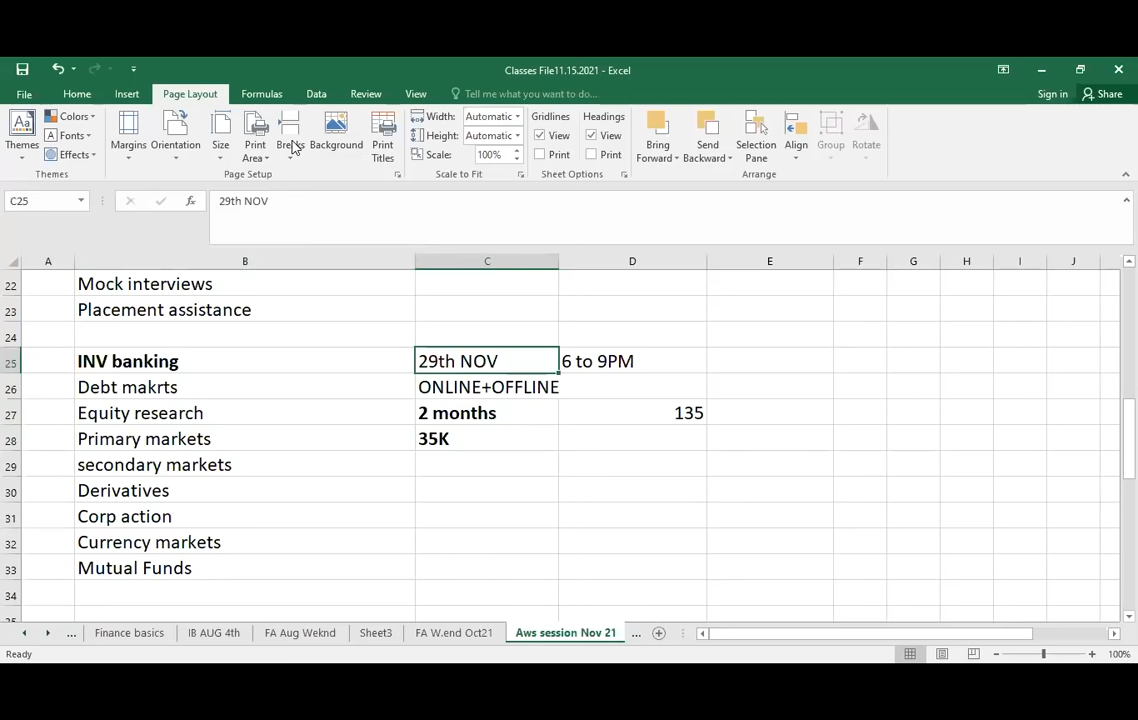 Classes File11.15.2021 - Excel
File Home Insert Page Layout Formulas Data Review View Tell me what you want to do... Sign in Share
Themes Colors Fonts Effects
Margins Orientation Size Print Area Breaks Background Print Titles
Width: Automatic
Height: Automatic
Scale: 100%
Gridlines View Print
Headings View Print
Bring Forward Send Backward Selection Pane Align Group Rotate
Themes Page Setup Scale to Fit Sheet Options Arrange
C25 fx 29th NOV
A B C D E F G H I J
22 Mock interviews
23 Placement assistance
24
25 INV banking 29th NOV 6 to 9PM
26 Debt makrts ONLINE+OFFLINE
27 Equity research 2 months 135
28 Primary markets 35K
29 secondary markets
30 Derivatives
31 Corp action
32 Currency markets
33 Mutual Funds
34
35
... Finance basics IB AUG 4th FA Aug Weknd Sheet3 FA W.end Oct21 Aws session Nov 21 ...
Ready 100%